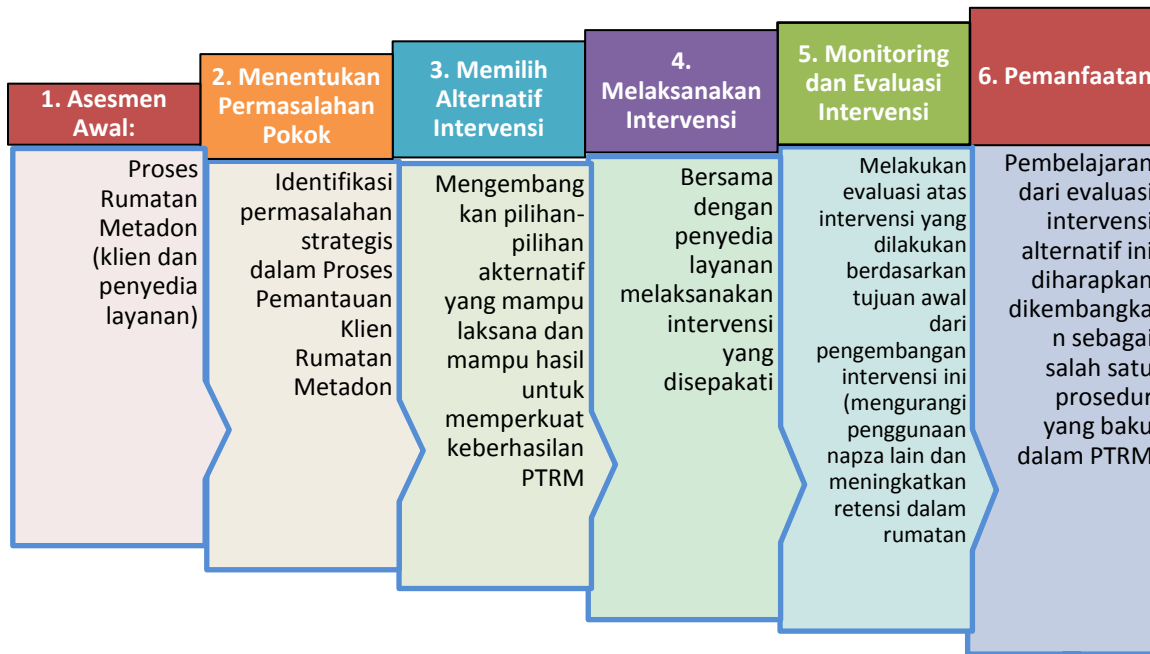 1. Asesmen
Awal:
Proses
Rumatan
Metadon
(klien dan
penyedia
layanan)
2. Menentukan
Permasalahan
Pokok
Identifikasi
permasalahan
strategis
dalam Proses
Pemantauan
Klien
Rumatan
Metadon
3. Memilih
Alternatif
Intervensi
Mengembang
kan pilihan-
pilihan
akternatif
yang mampu
laksana dan
mampu hasil
untuk
memperkuat
keberhasilan
PTRM
4.
Melaksanakan
Intervensi
Bersama
dengan
penyedia
layanan
melaksanakan
intervensi
yang
disepakati
5. Monitoring
dan Evaluasi
Intervensi
Melakukan
evaluasi atas
intervensi yang
dilakukan
berdasarkan
tujuan awal
dari
pengembangan
intervensi ini
(mengurangi
penggunaan
napza lain dan
meningkatkan
retensi dalam
rumatan
6. Pemanfaatan
Pembelajaran
dari evaluasi
intervensi
alternatif ini
diharapkan
dikembangka
n sebagai
salah satu
prosedur
yang baku
dalam PTRM